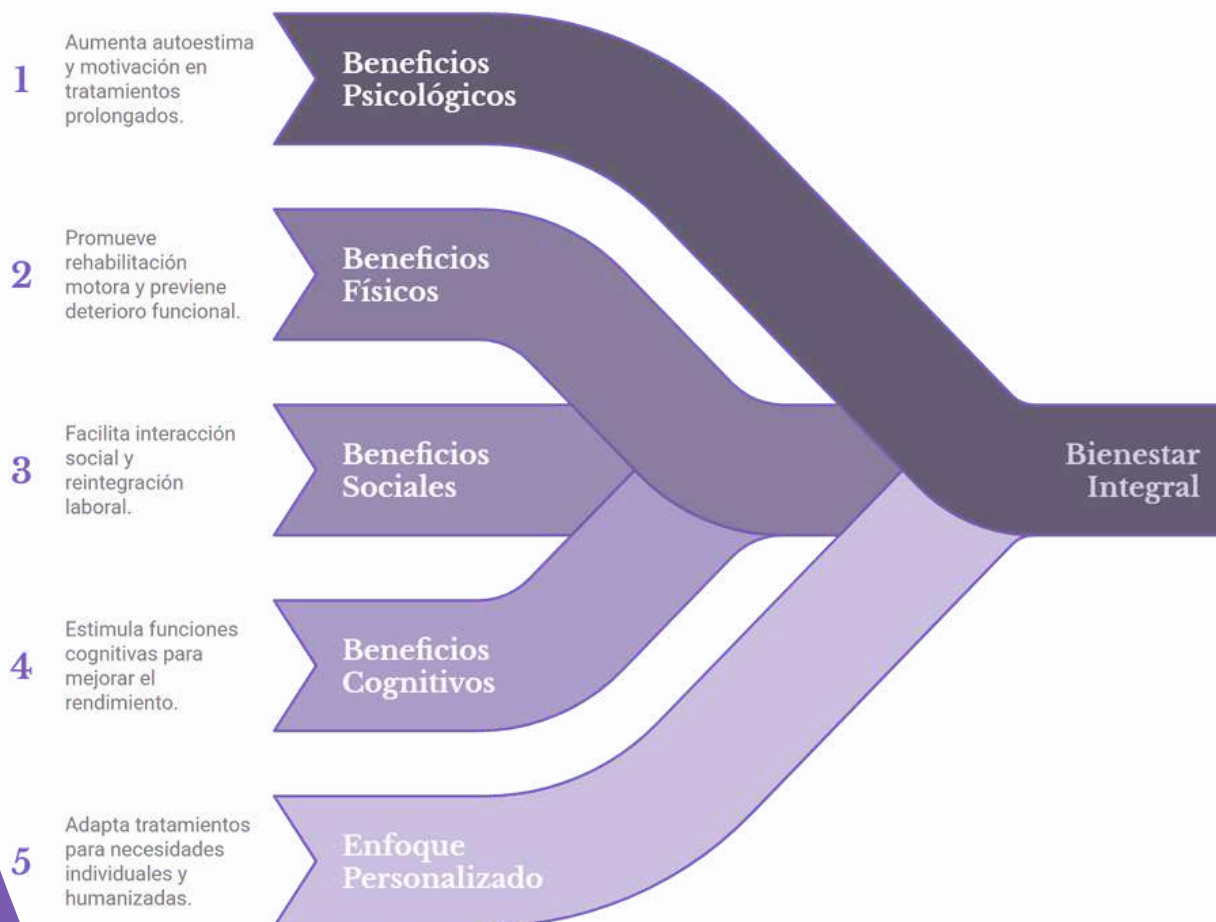 1
Aumenta autoestima
y motivación en
tratamientos
prolongados.
Beneficios
Psicológicos
2
Promueve
rehabilitación
motora y previene
deterioro funcional.
Beneficios
Físicos
3
Facilita interacción
social y
reintegración
laboral.
Beneficios
Sociales
Bienestar
Integral
4
Estimula funciones
cognitivas para
mejorar el
rendimiento.
Beneficios
Cognitivos
5
Adapta tratamientos
para necesidades
individuales y
humanizadas.
Enfoque
Personalizado